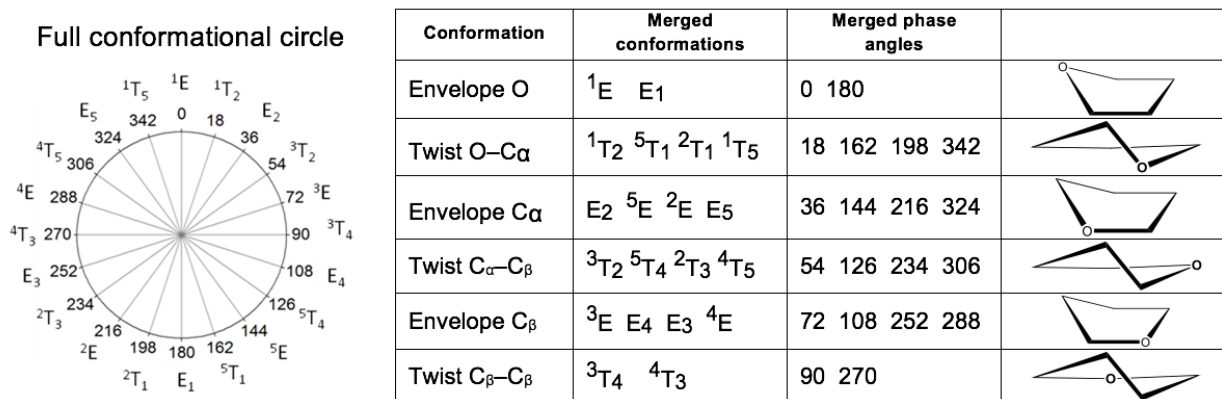 Full conformational circle
¹E
¹T₅ ¹T₂
E₅ 0 E₂
342 18
324 36
⁴T₅ 306 54 ³T₂
⁴E 288 72 ³E
⁴T₃ 270 90 ³T₄
E₃ 252 108 E₄
²T₃ 234 126 ⁵T₄
216 144
²E 198 162 ⁵E
180
²T₁ E₁ ⁵T₁
Conformation Merged conformations Merged phase angles
Envelope O ¹E E₁ 0 180 O
Twist O–Cα ¹T₂ ⁵T₁ ²T₁ ¹T₅ 18 162 198 342 O
Envelope Cα E₂ ⁵E ²E E₅ 36 144 216 324 O
Twist Cα–Cβ ³T₂ ⁵T₄ ²T₃ ⁴T₅ 54 126 234 306 O
Envelope Cβ ³E E₄ E₃ ⁴E 72 108 252 288 O
Twist Cβ–Cβ ³T₄ ⁴T₃ 90 270 O